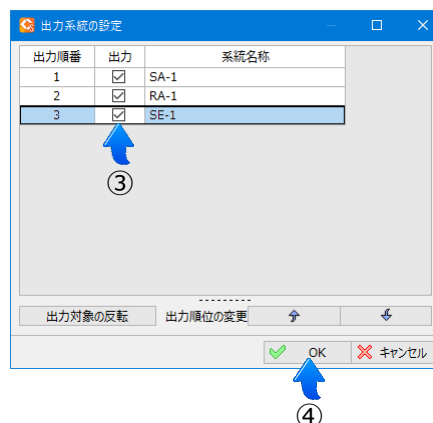 出力系統の設定
出力順番 出力 系統名称
1 SA-1
2 RA-1
3 SE-1
③
出力対象の反転 出力順位の変更
OK キャンセル
④